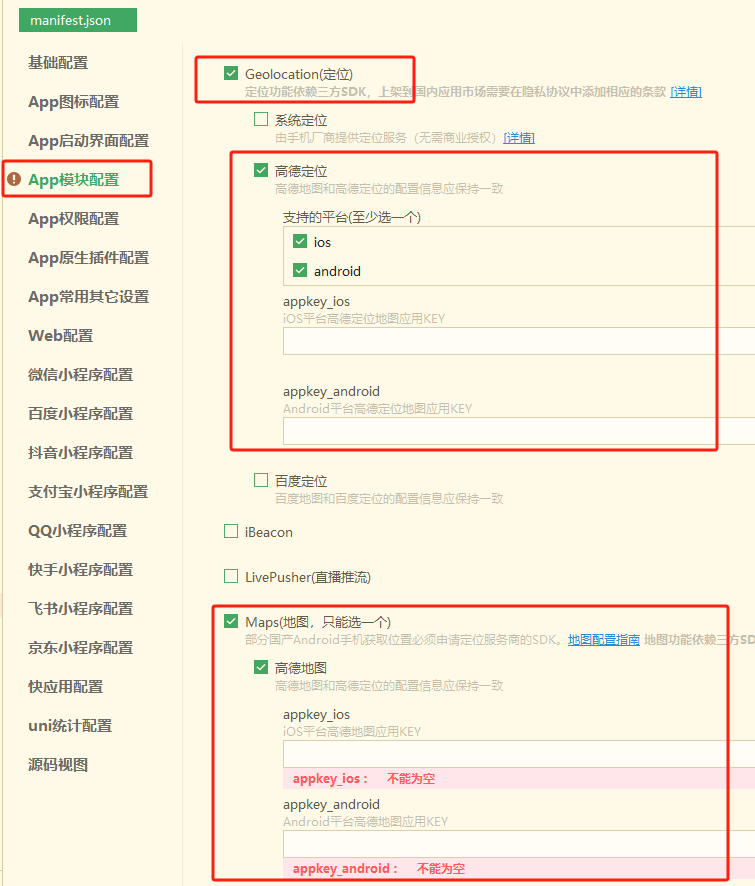 manifest.json
基础配置
App图标配置
App启动界面配置
App模块配置
App权限配置
App原生插件配置
App常用其它设置
Web配置
微信小程序配置
百度小程序配置
抖音小程序配置
支付宝小程序配置
QQ小程序配置
快手小程序配置
飞书小程序配置
京东小程序配置
快应用配置
uni统计配置
源码视图
Geolocation(定位)
定位功能依赖三方SDK，上架到国内应用市场需要在隐私协议中添加相应的条款 [详情]
系统定位
由手机厂商提供定位服务（无需商业授权）[详情]
高德定位
高德地图和高德定位的配置信息应保持一致
支持的平台(至少选一个)
ios
android
appkey_ios
iOS平台高德定位地图应用KEY
appkey_android
Android平台高德定位地图应用KEY
百度定位
百度地图和百度定位的配置信息应保持一致
iBeacon
LivePusher(直播推流)
Maps(地图，只能选一个)
部分国产Android手机获取位置必须申请定位服务商的SDK。地图配置指南 地图功能依赖三方SD
高德地图
高德地图和高德定位的配置信息应保持一致
appkey_ios
iOS平台高德地图应用KEY
appkey_ios： 不能为空
appkey_android
Android平台高德地图应用KEY
appkey_android： 不能为空